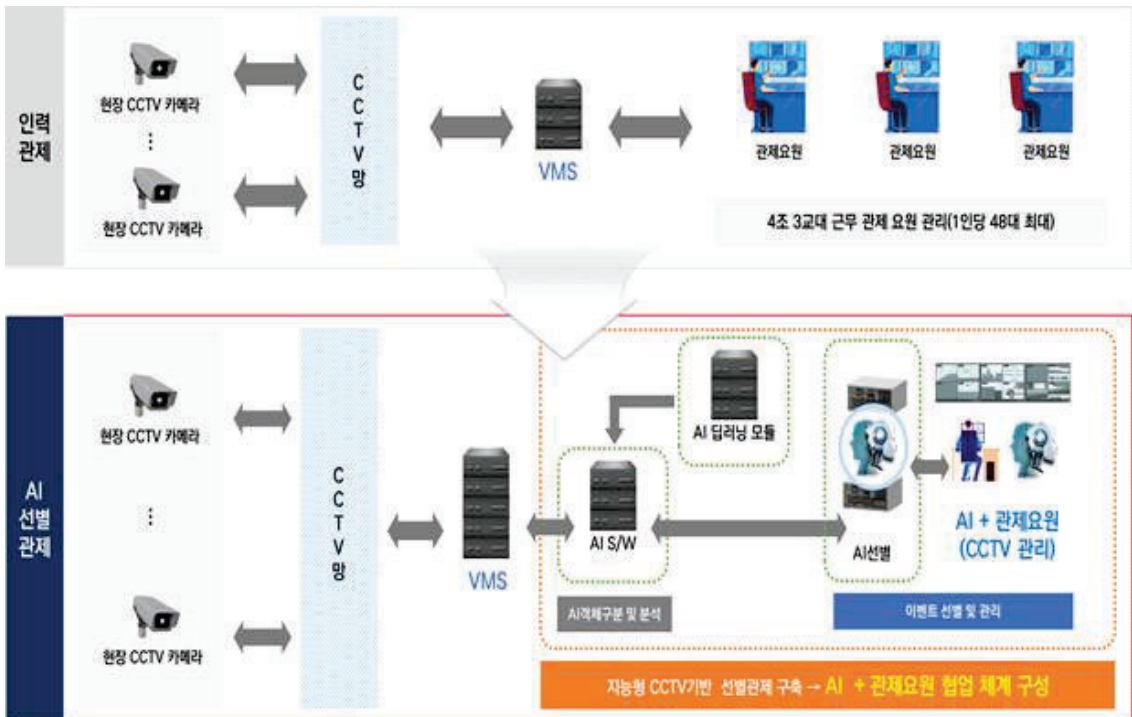 인력
관제
현장 CCTV 카메라
⋮
현장 CCTV 카메라
C
C
T
V
망
VMS
관제요원
관제요원
관제요원
4조 3교대 근무 관제 요원 관리(1인당 48대 최대)
AI
선별
관제
현장 CCTV 카메라
⋮
현장 CCTV 카메라
C
C
T
V
망
VMS
AI 딥러닝 모듈
AI S/W
AI객체구분 및 분석
AI선별
AI + 관제요원
(CCTV 관리)
이벤트 선별 및 관리
지능형 CCTV기반 선별관제 구축 → AI + 관제요원 협업 체계 구성